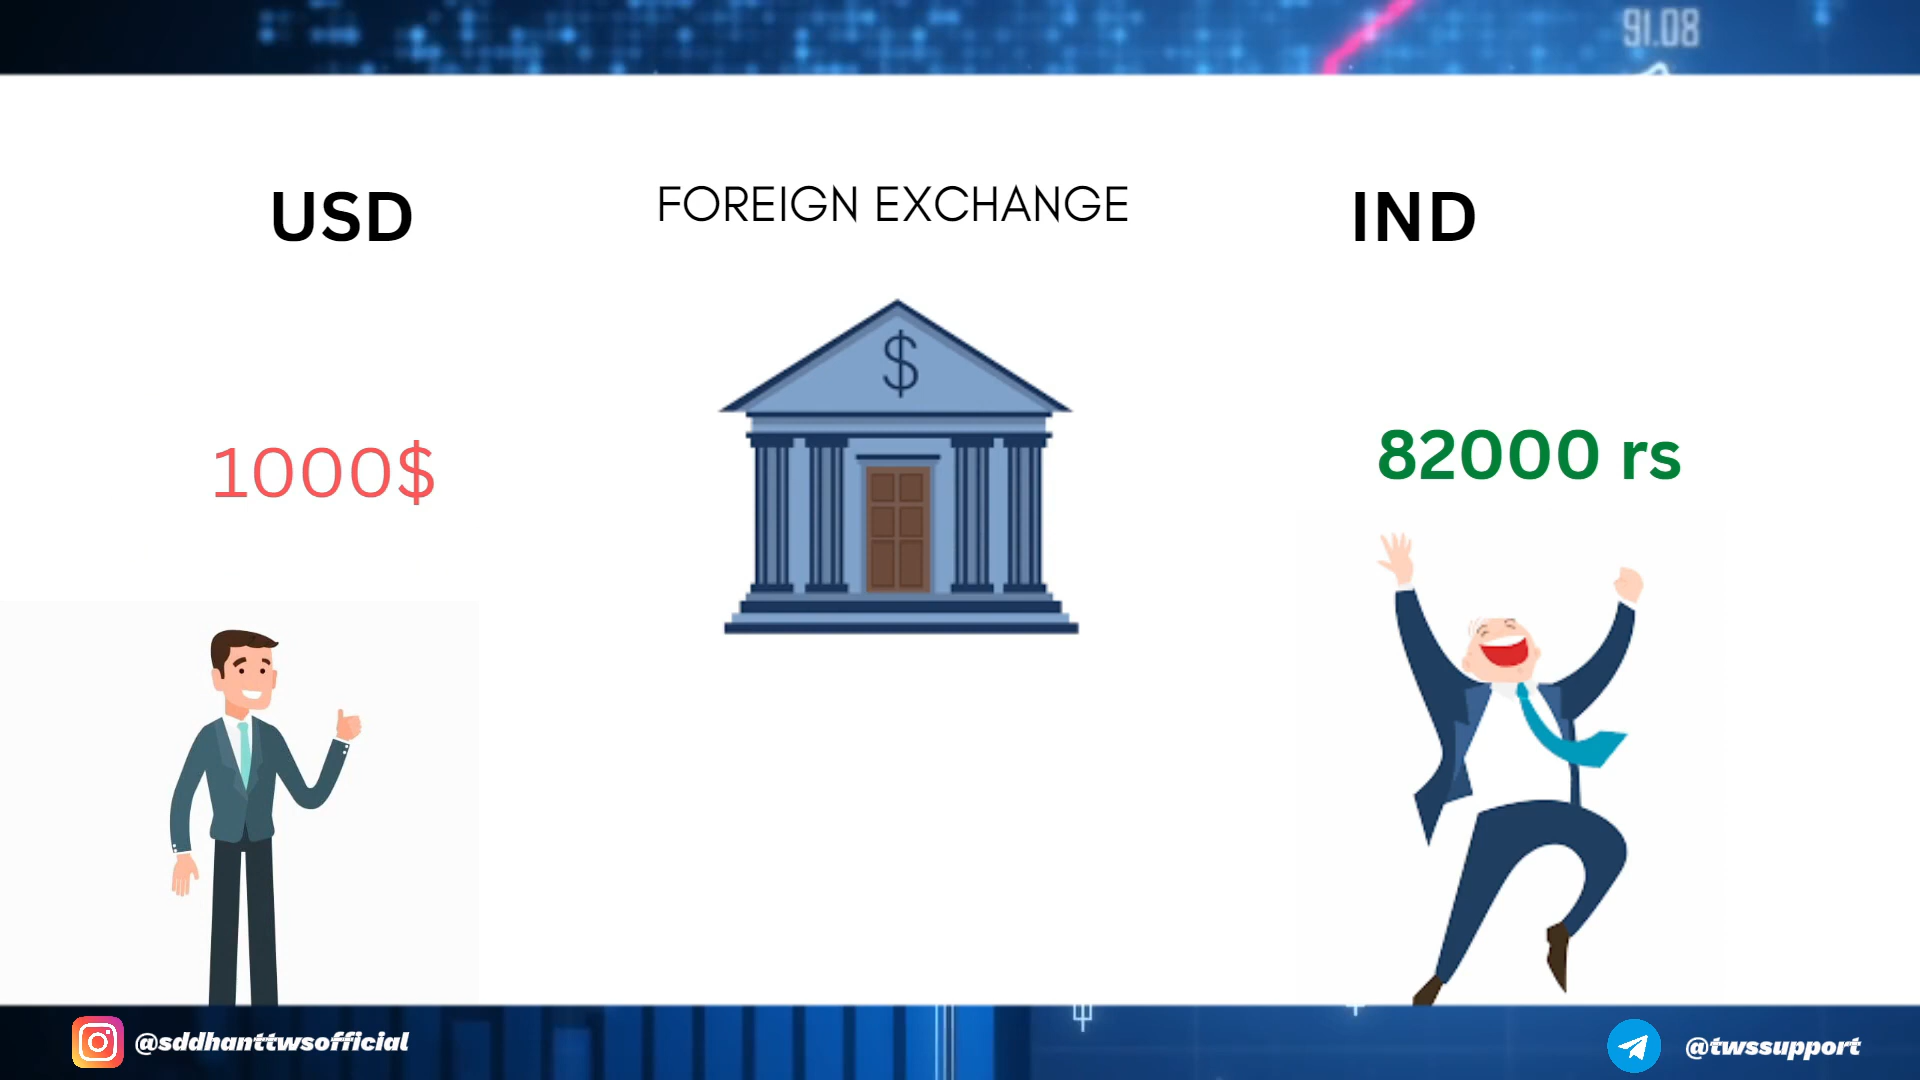 91.08
USD
FOREIGN EXCHANGE
IND
$
1000$
82000 rs
@sddhanttwsofficial
@twssupport